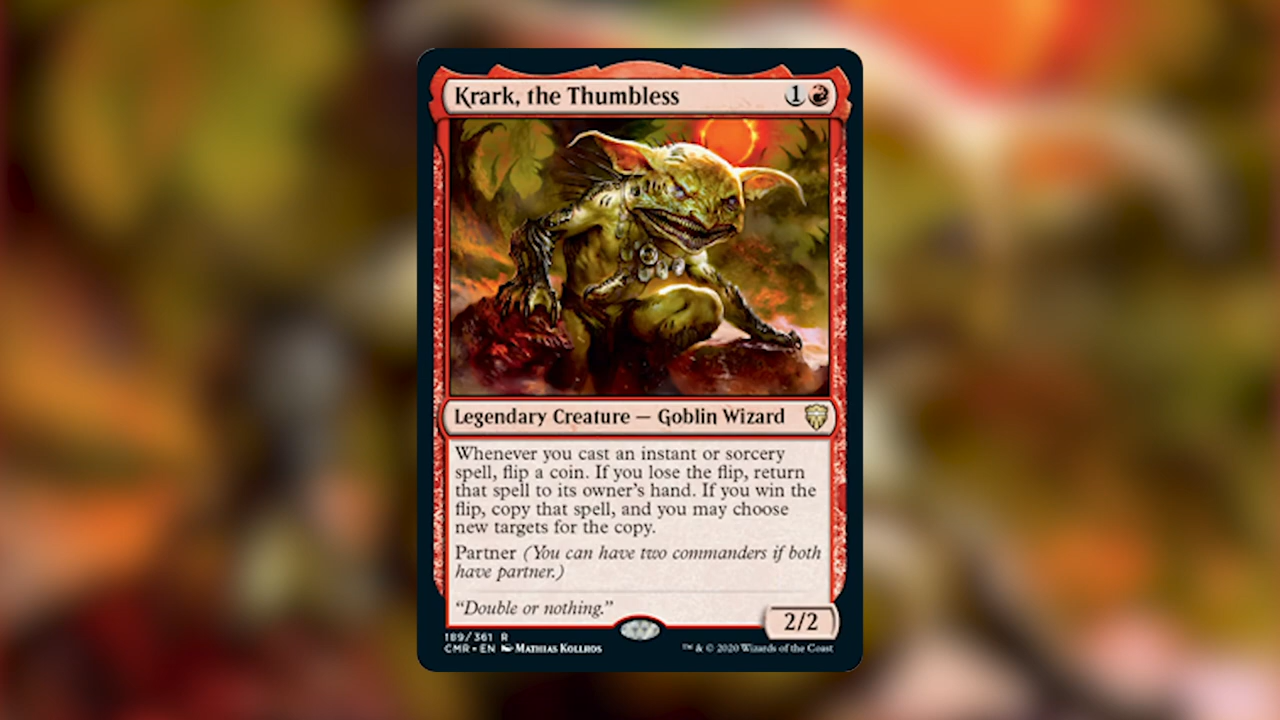 Krark, the Thumbless 1
Legendary Creature — Goblin Wizard
Whenever you cast an instant or sorcery
spell, flip a coin. If you lose the flip, return
that spell to its owner's hand. If you win the
flip, copy that spell, and you may choose
new targets for the copy.
Partner (You can have two commanders if both
have partner.)
“Double or nothing.”
2/2
189/361 R
CMR • EN Mathias Kollros ™ & © 2020 Wizards of the Coast